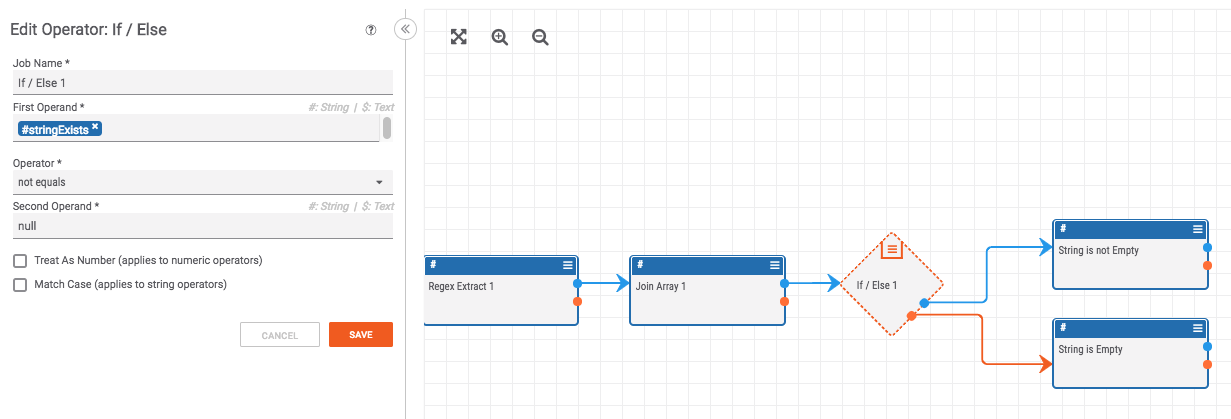 Edit Operator: If / Else
?
Job Name *
If / Else 1
First Operand *
#: String | $: Text
#stringExists ×
Operator *
not equals
Second Operand *
#: String | $: Text
null
Treat As Number (applies to numeric operators)
Match Case (applies to string operators)
CANCEL
SAVE
#
Regex Extract 1
#
Join Array 1
If / Else 1
#
String is not Empty
#
String is Empty